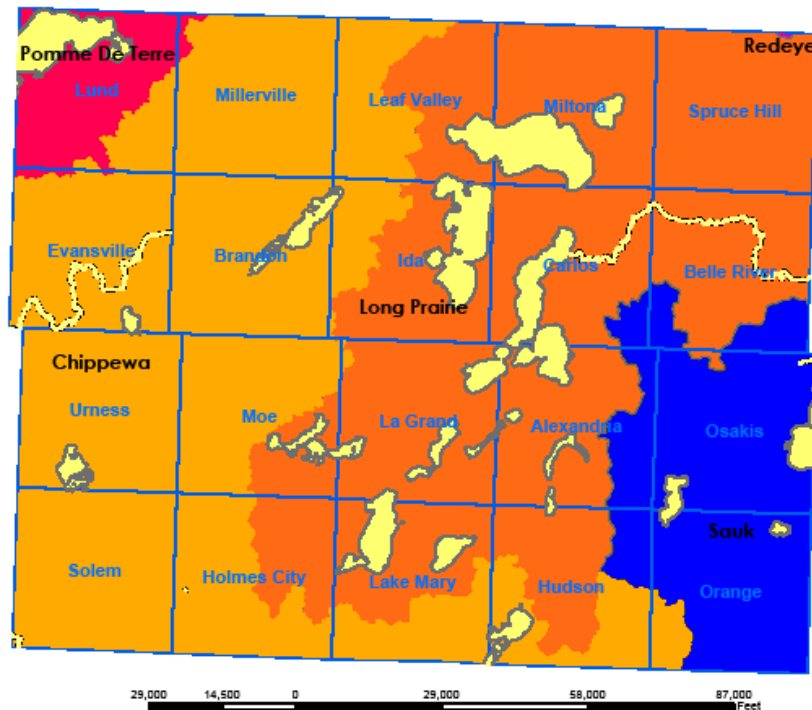 Redeye
Pomme De Terre
Lund
Millerville
Leaf Valley
Miltona
Spruce Hill
Evansville
Brandon
Ida
Carlos
Belle River
Long Prairie
Chippewa
Urness
Moe
La Grand
Alexandria
Osakis
Sauk
Solem
Holmes City
Lake Mary
Hudson
Orange
29,000 14,500 0 29,000 58,000 87,000
Feet